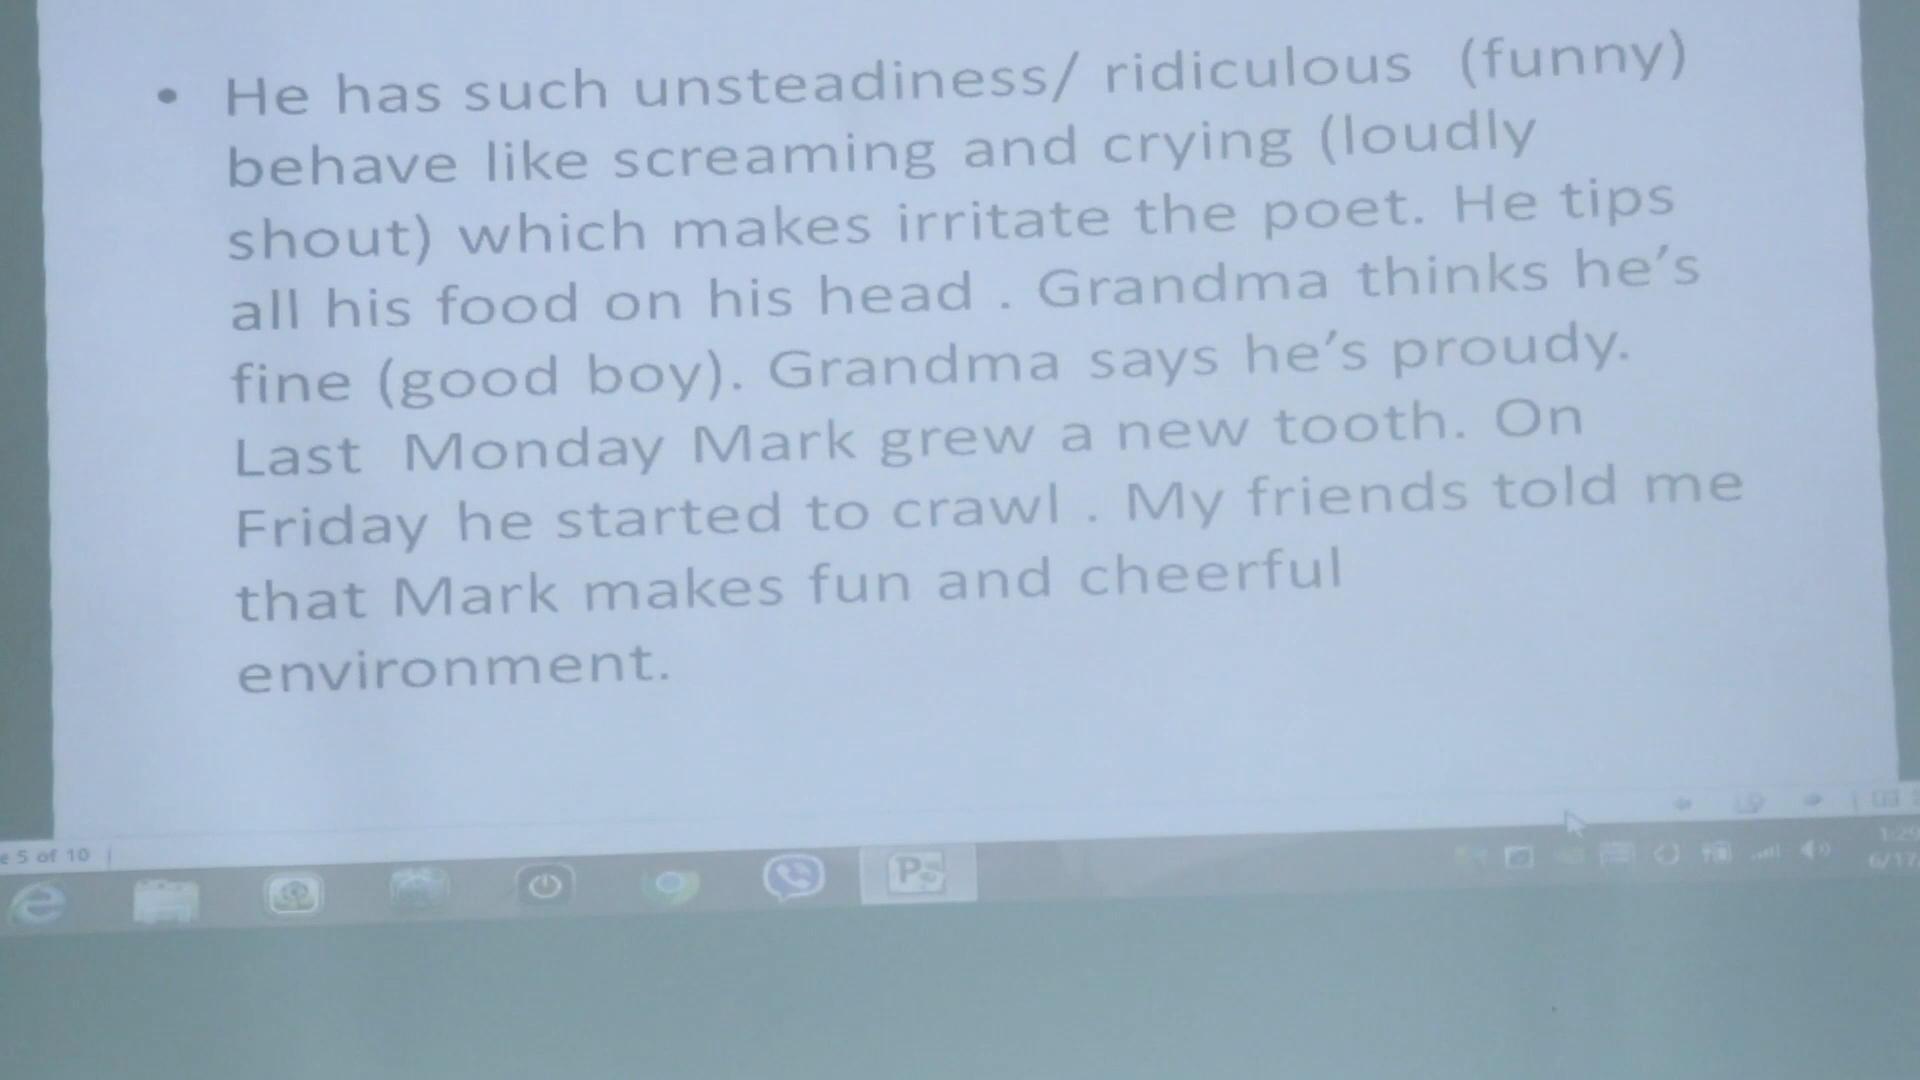 • He has such unsteadiness/ ridiculous (funny)
behave like screaming and crying (loudly
shout) which makes irritate the poet. He tips
all his food on his head . Grandma thinks he's
fine (good boy). Grandma says he's proudy.
Last Monday Mark grew a new tooth. On
Friday he started to crawl . My friends told me
that Mark makes fun and cheerful
environment.
e 5 of 10